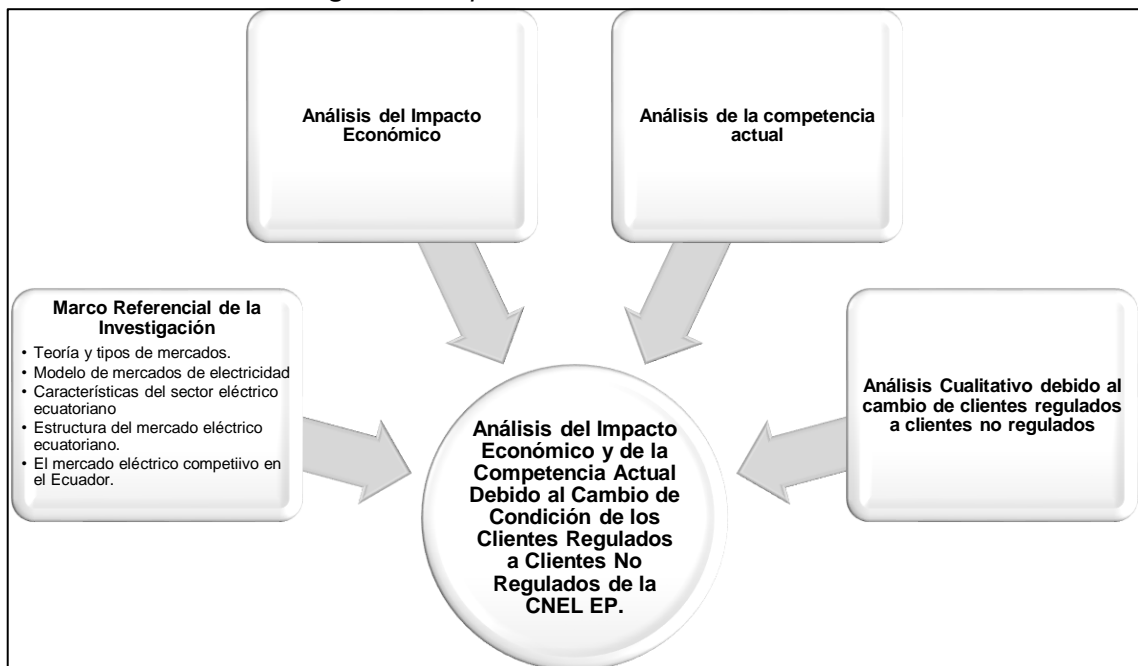 Análisis del Impacto
Económico
Análisis de la competencia
actual
Marco Referencial de la
Investigación
• Teoría y tipos de mercados.
• Modelo de mercados de electricidad
• Características del sector eléctrico
ecuatoriano
• Estructura del mercado eléctrico
ecuatoriano.
• El mercado eléctrico competiivo en
el Ecuador.
Análisis Cualitativo debido al
cambio de clientes regulados
a clientes no regulados
Análisis del Impacto
Económico y de la
Competencia Actual
Debido al Cambio de
Condición de los
Clientes Regulados
a Clientes No
Regulados de la
CNEL EP.